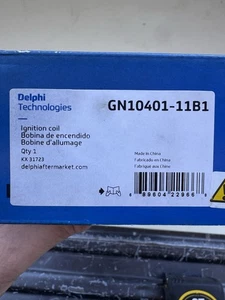 Delphi
Technologies
GN10401-11B1
Ignition coil
Bobina de encendido
Bobine d'allumage
Qty 1
KX 31723
delphiaftermarket.com
Made in China
Fabricado en China
Fabriqué aux Chine